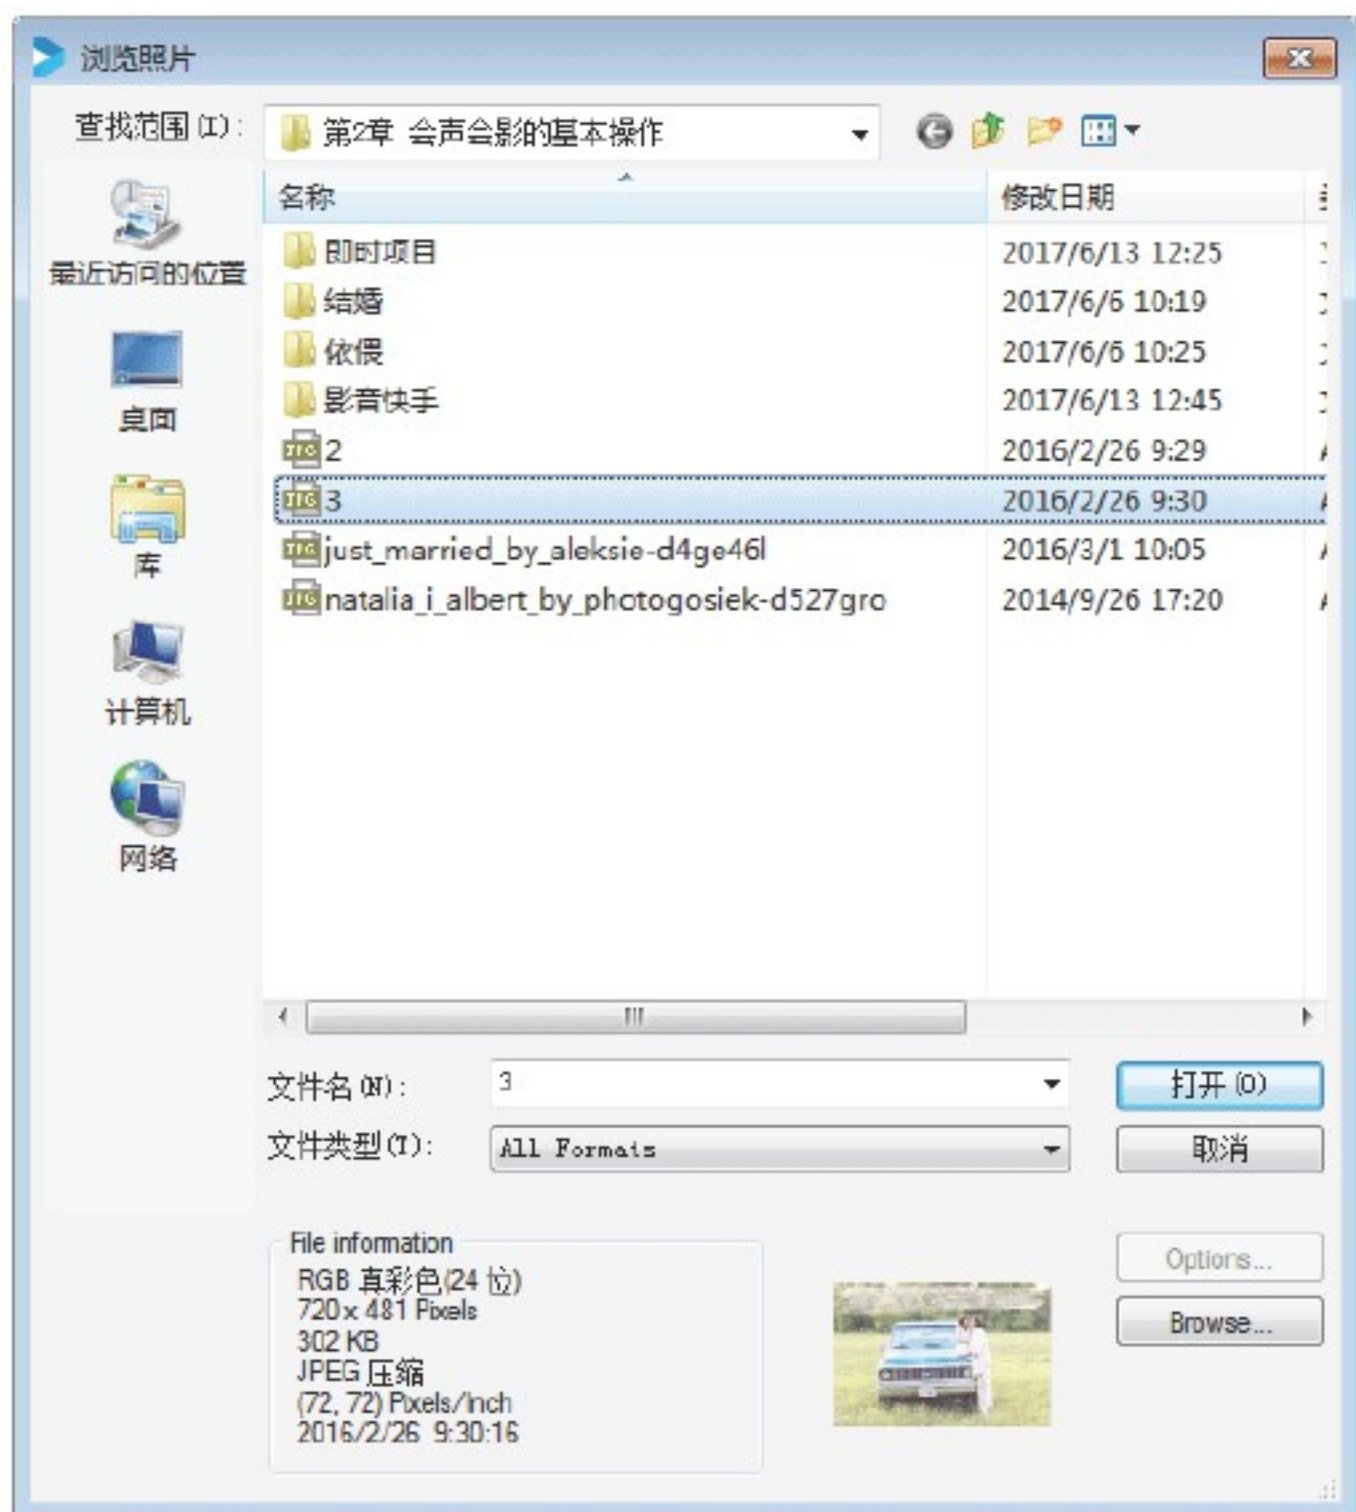 浏览照片
查找范围(I):
第2章 会声会影的基本操作
名称
修改日期
最近访问的位置
桌面
库
计算机
网络
即时项目 2017/6/13 12:25
结婚 2017/6/6 10:19
依偎 2017/6/6 10:25
影音快手 2017/6/13 12:45
2 2016/2/26 9:29
3 2016/2/26 9:30
just_married_by_aleksie-d4ge46l 2016/3/1 10:05
natalia_i_albert_by_photogosiek-d527gro 2014/9/26 17:20
文件名(N): 3 打开(O)
文件类型(T): All Formats 取消
File information
RGB 真彩色(24 位)
720 x 481 Pixels
302 KB
JPEG 压缩
(72, 72) Pixels/Inch
2016/2/26 9:30:16
Options...
Browse...